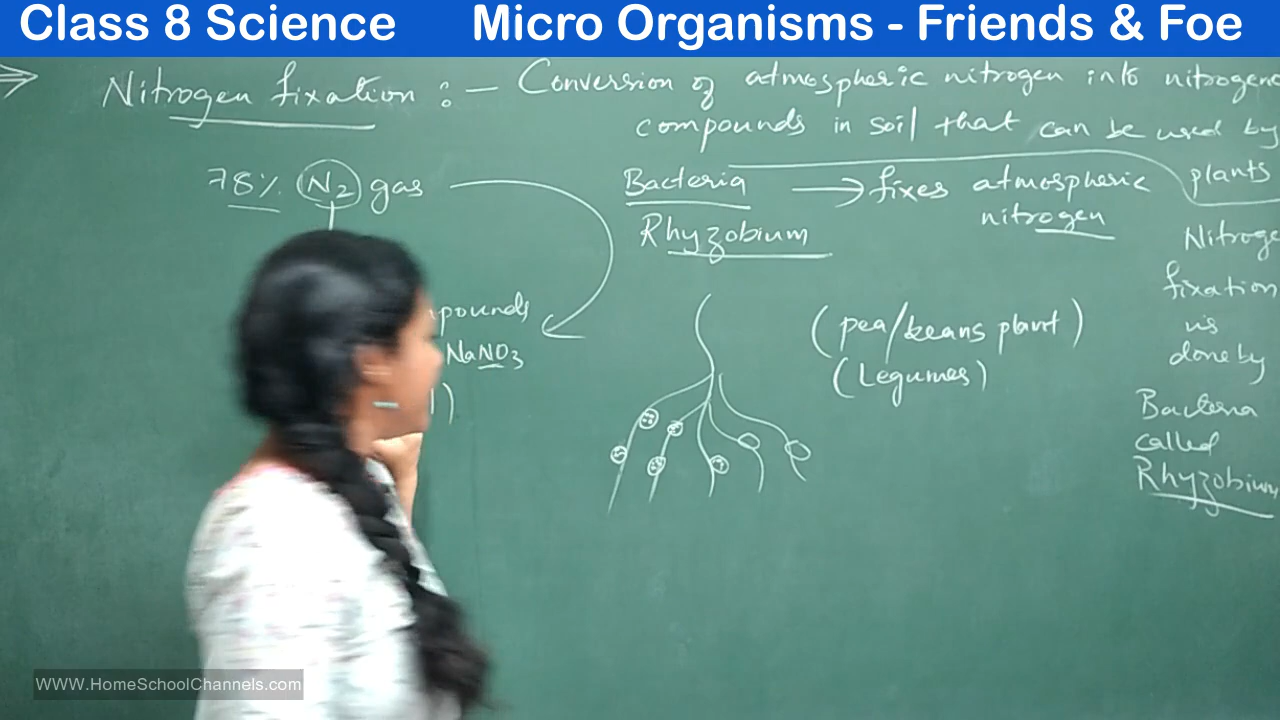 Class 8 Science Micro Organisms - Friends & Foe
⇒ Nitrogen fixation :- Conversion of atmospheric nitrogen into nitrogeno
compounds in soil that can be used by
plants
78% N2 gas
pounds
NaNO3
Bacteria → fixes atmospheric
nitrogen
Rhyzobium
(pea/beans plant)
(Legumes)
Nitroge
fixation
is
done by
Bacteria
called
Rhyzobium
WWW.HomeSchoolChannels.com